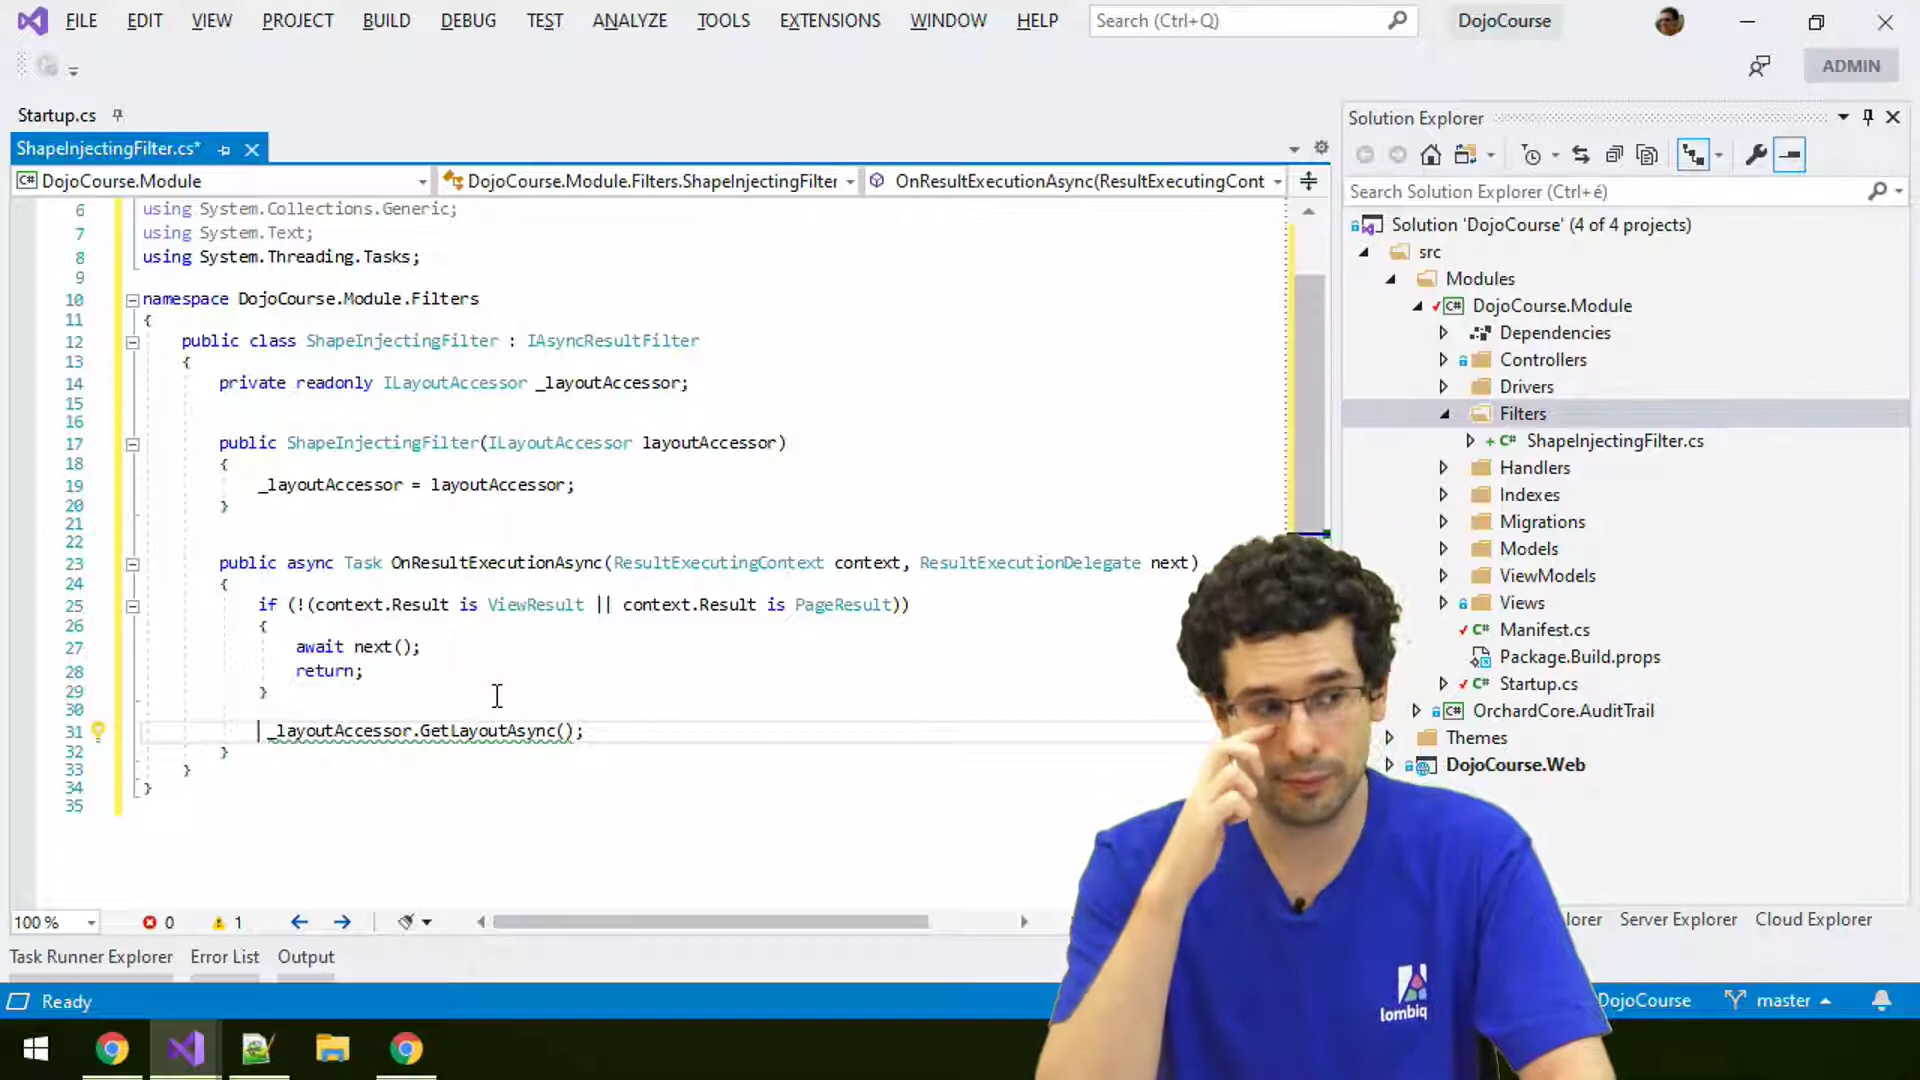 FILE EDIT VIEW PROJECT BUILD DEBUG TEST ANALYZE TOOLS EXTENSIONS WINDOW HELP Search (Ctrl+Q) DojoCourse
ADMIN
Startup.cs
ShapeInjectingFilter.cs*
DojoCourse.Module DojoCourse.Module.Filters.ShapeInjectingFilter OnResultExecutionAsync(ResultExecutingCont
6 using System.Collections.Generic;
7 using System.Text;
8 using System.Threading.Tasks;
9
10 namespace DojoCourse.Module.Filters
11 {
12 public class ShapeInjectingFilter : IAsyncResultFilter
13 {
14 private readonly ILayoutAccessor _layoutAccessor;
15
16
17 public ShapeInjectingFilter(ILayoutAccessor layoutAccessor)
18 {
19 _layoutAccessor = layoutAccessor;
20 }
21
22
23 public async Task OnResultExecutionAsync(ResultExecutingContext context, ResultExecutionDelegate next)
24 {
25 if (!(context.Result is ViewResult || context.Result is PageResult))
26 {
27 await next();
28 return;
29 }
30
31 _layoutAccessor.GetLayoutAsync();
32 }
33 }
34 }
35
100 % 0 1
Task Runner Explorer Error List Output
Ready
Solution Explorer
Search Solution Explorer (Ctrl+é)
Solution 'DojoCourse' (4 of 4 projects)
src
Modules
DojoCourse.Module
Dependencies
Controllers
Drivers
Filters
ShapeInjectingFilter.cs
Handlers
Indexes
Migrations
Models
ViewModels
Views
Manifest.cs
Package.Build.props
Startup.cs
OrchardCore.AuditTrail
Themes
DojoCourse.Web
lorer Server Explorer Cloud Explorer
DojoCourse master
lombiq